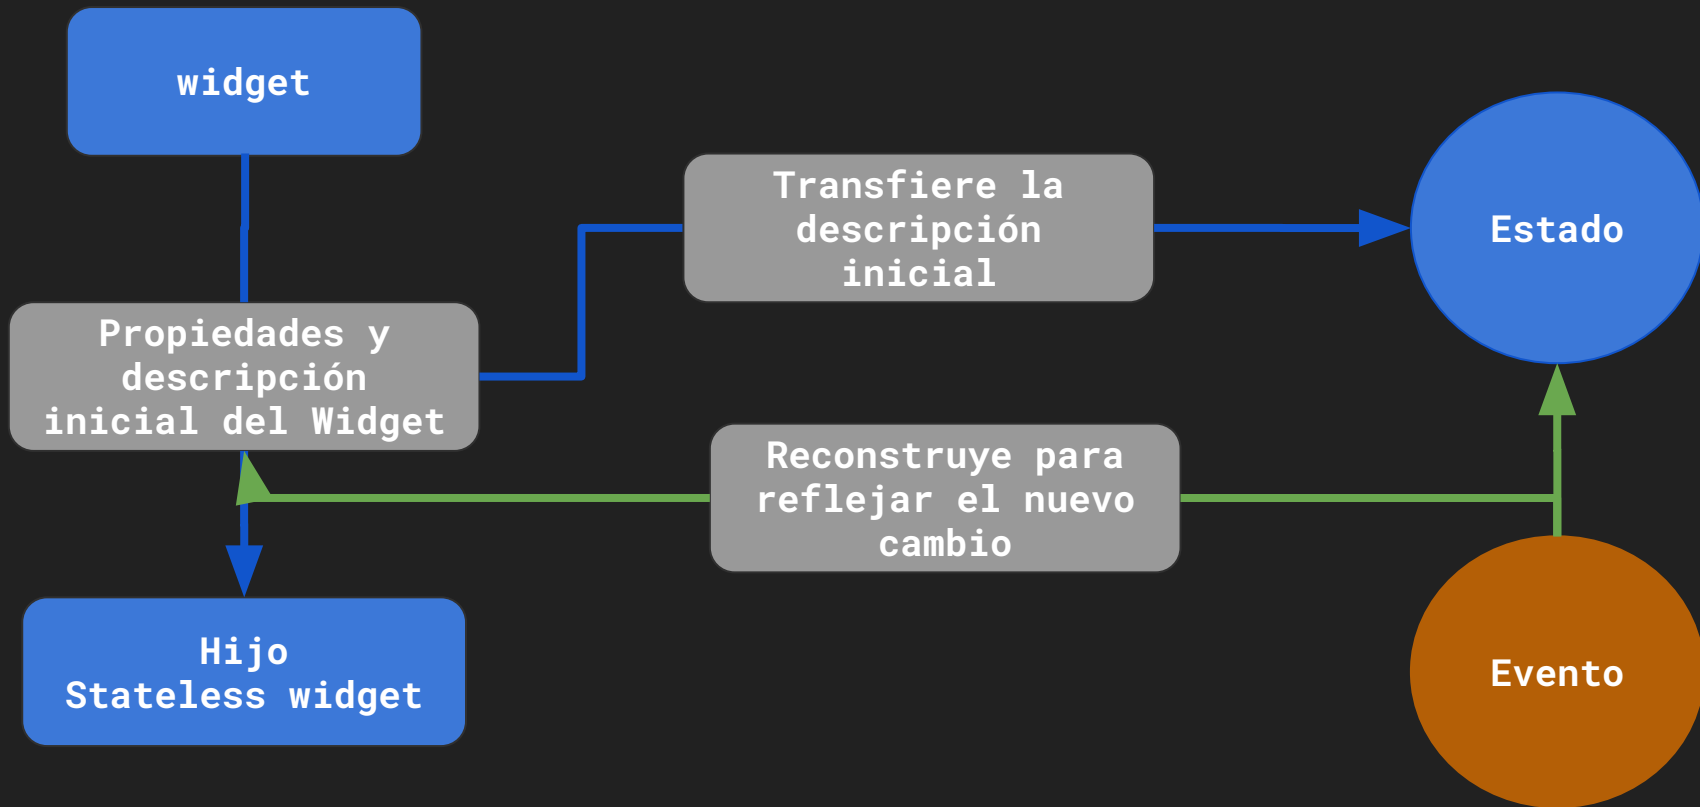 widget
Transfiere la
descripción
inicial
Estado
Propiedades y
descripción
inicial del Widget
Reconstruye para
reflejar el nuevo
cambio
Hijo
Stateless widget
Evento